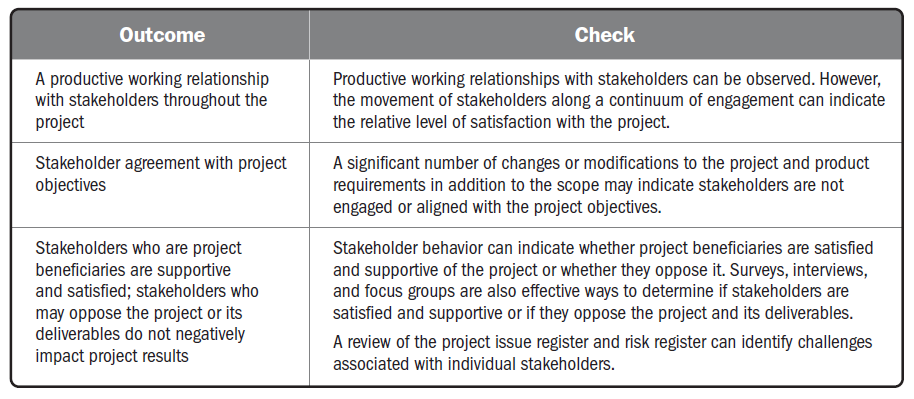 Outcome
Check
A productive working relationship
with stakeholders throughout the
project
Productive working relationships with stakeholders can be observed. However,
the movement of stakeholders along a continuum of engagement can indicate
the relative level of satisfaction with the project.
Stakeholder agreement with project
objectives
A significant number of changes or modifications to the project and product
requirements in addition to the scope may indicate stakeholders are not
engaged or aligned with the project objectives.
Stakeholders who are project
beneficiaries are supportive
and satisfied; stakeholders who
may oppose the project or its
deliverables do not negatively
impact project results
Stakeholder behavior can indicate whether project beneficiaries are satisfied
and supportive of the project or whether they oppose it. Surveys, interviews,
and focus groups are also effective ways to determine if stakeholders are
satisfied and supportive or if they oppose the project and its deliverables.
A review of the project issue register and risk register can identify challenges
associated with individual stakeholders.